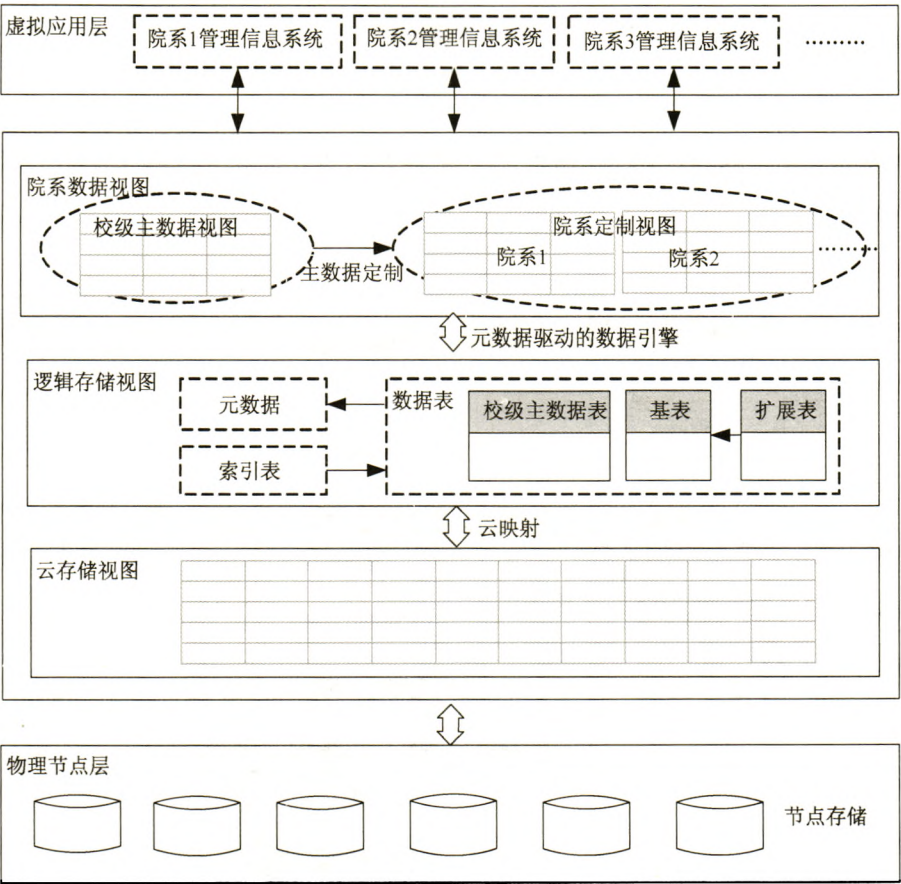 虚拟应用层
院系1管理信息系统
院系2管理信息系统
院系3管理信息系统
………
院系数据视图
校级主数据视图
主数据定制
院系定制视图
院系1
院系2
………
元数据驱动的数据引擎
逻辑存储视图
元数据
索引表
数据表
校级主数据表
基表
扩展表
云映射
云存储视图
物理节点层
节点存储